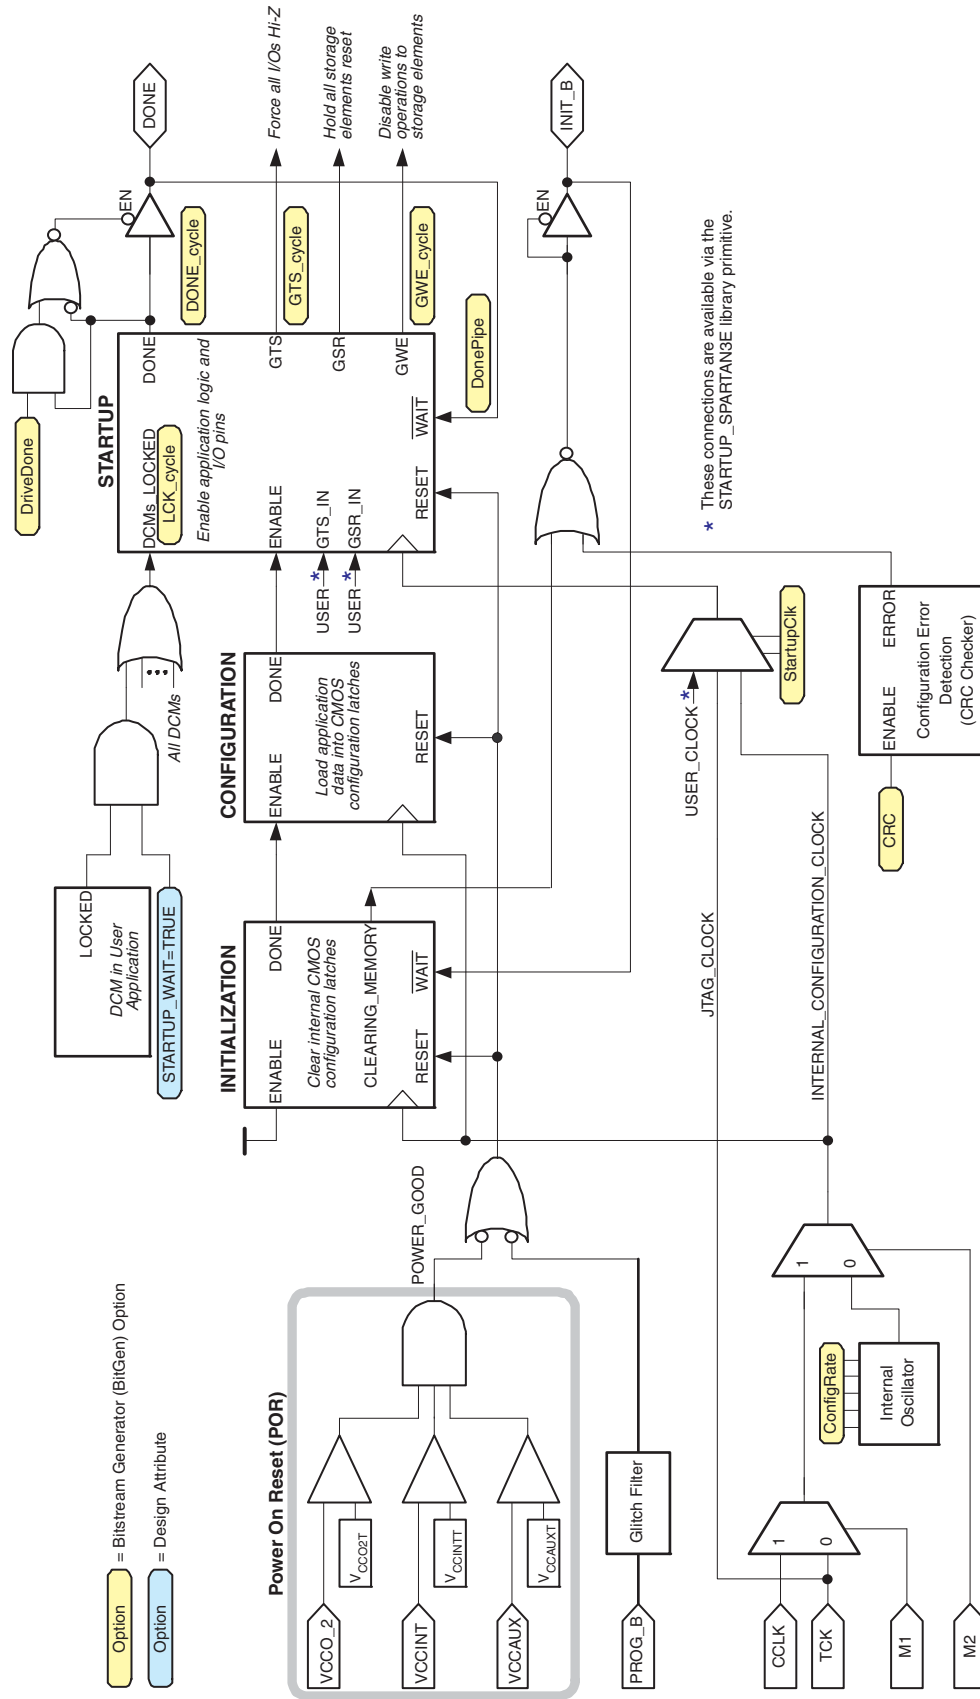 = Bitstream Generator (BitGen) Option
Option
= Design Attribute
Option
Power On Reset (POR)
VCCO_2
VCCO2T
VCCINT
VCCINTT
VCCAUX
VCCAUXT
POWER_GOOD
PROG_B
Glitch Filter
CCLK
TCK
M1
M2
1
0
ConfigRate
Internal
Oscillator
1
0
JTAG_CLOCK
INTERNAL_CONFIGURATION_CLOCK
LOCKED
DCM in User
Application
STARTUP_WAIT=TRUE
All DCMs
INITIALIZATION
ENABLE
DONE
Clear internal CMOS
configuration latches
CLEARING_MEMORY
RESET
WAIT
CONFIGURATION
ENABLE
DONE
Load application
data into CMOS
configuration latches
RESET
STARTUP
DCMs_LOCKED
DONE
LCK_cycle
Enable application logic and
I/O pins
ENABLE
GTS
USER *
GTS_IN
USER *
GSR_IN
GSR
GWE
RESET
WAIT
DriveDone
EN
DONE
DONE_cycle
GTS_cycle
GWE_cycle
DonePipe
Force all I/Os Hi-Z
Hold all storage
elements reset
Disable write
operations to
storage elements
EN
INIT_B
* These connections are available via the
STARTUP_SPARTAN3E library primitive.
USER_CLOCK *
StartupClk
CRC
ENABLE
ERROR
Configuration Error
Detection
(CRC Checker)